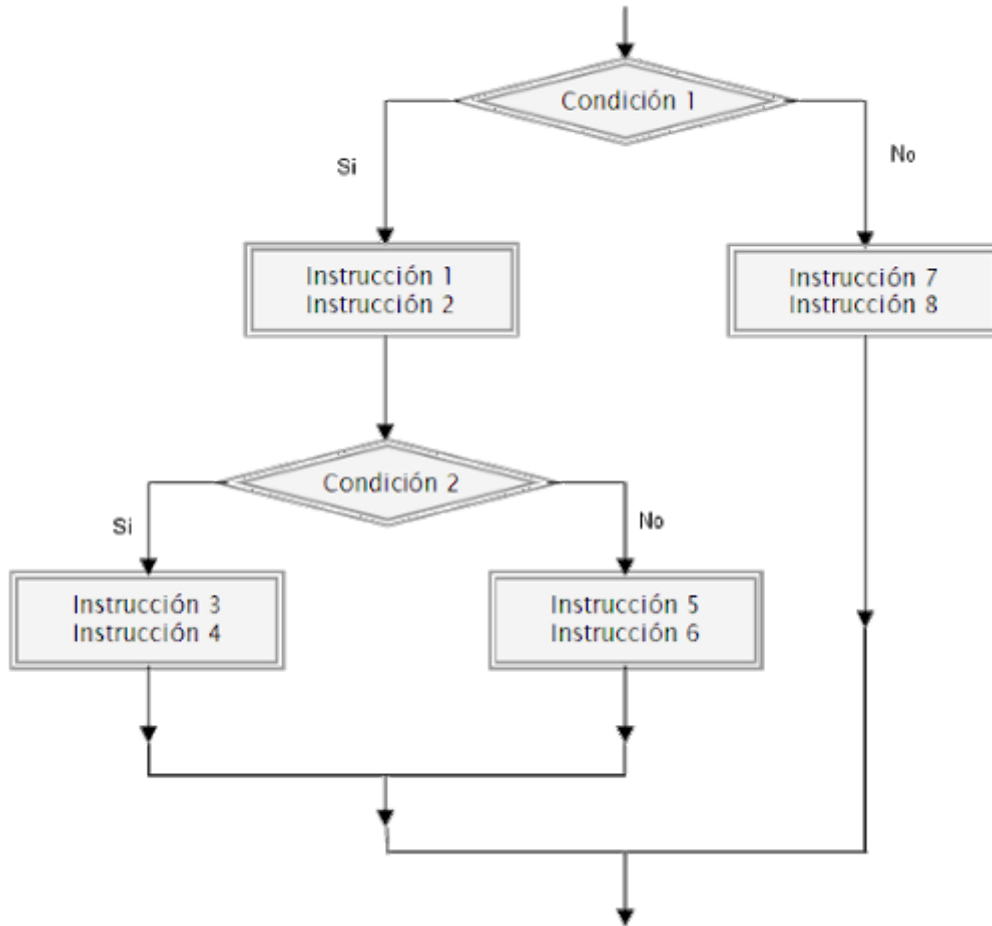 Condición 1
Si
No
Instrucción 1
Instrucción 2
Instrucción 7
Instrucción 8
Condición 2
Si
No
Instrucción 3
Instrucción 4
Instrucción 5
Instrucción 6